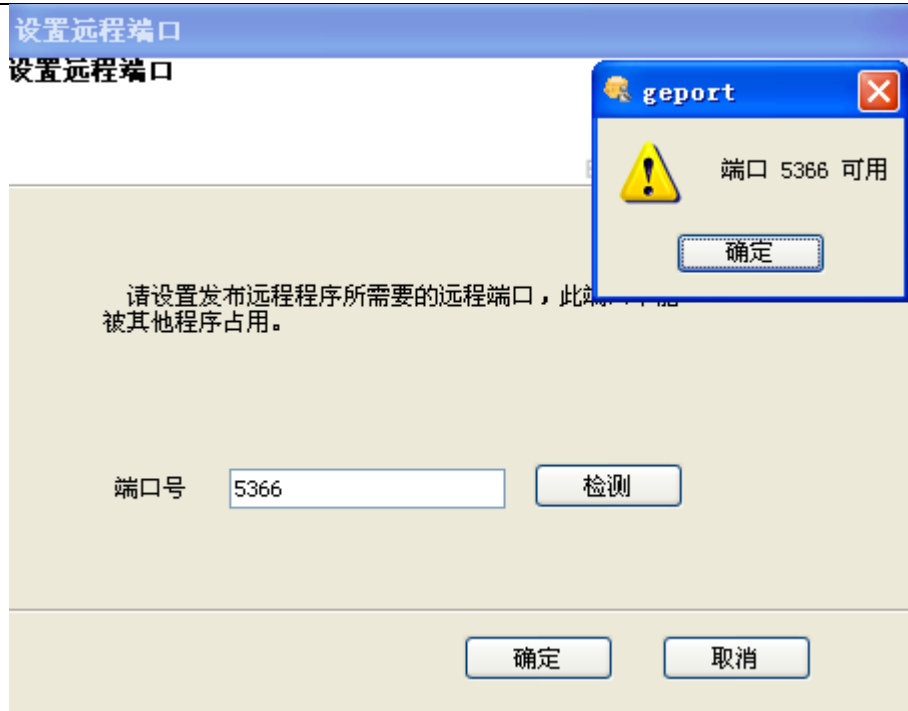 设置远程端口
设置远程端口
geport
端口 5366 可用
确定
请设置发布远程程序所需要的远程端口，此端
被其他程序占用。
端口号
5366
检测
确定
取消